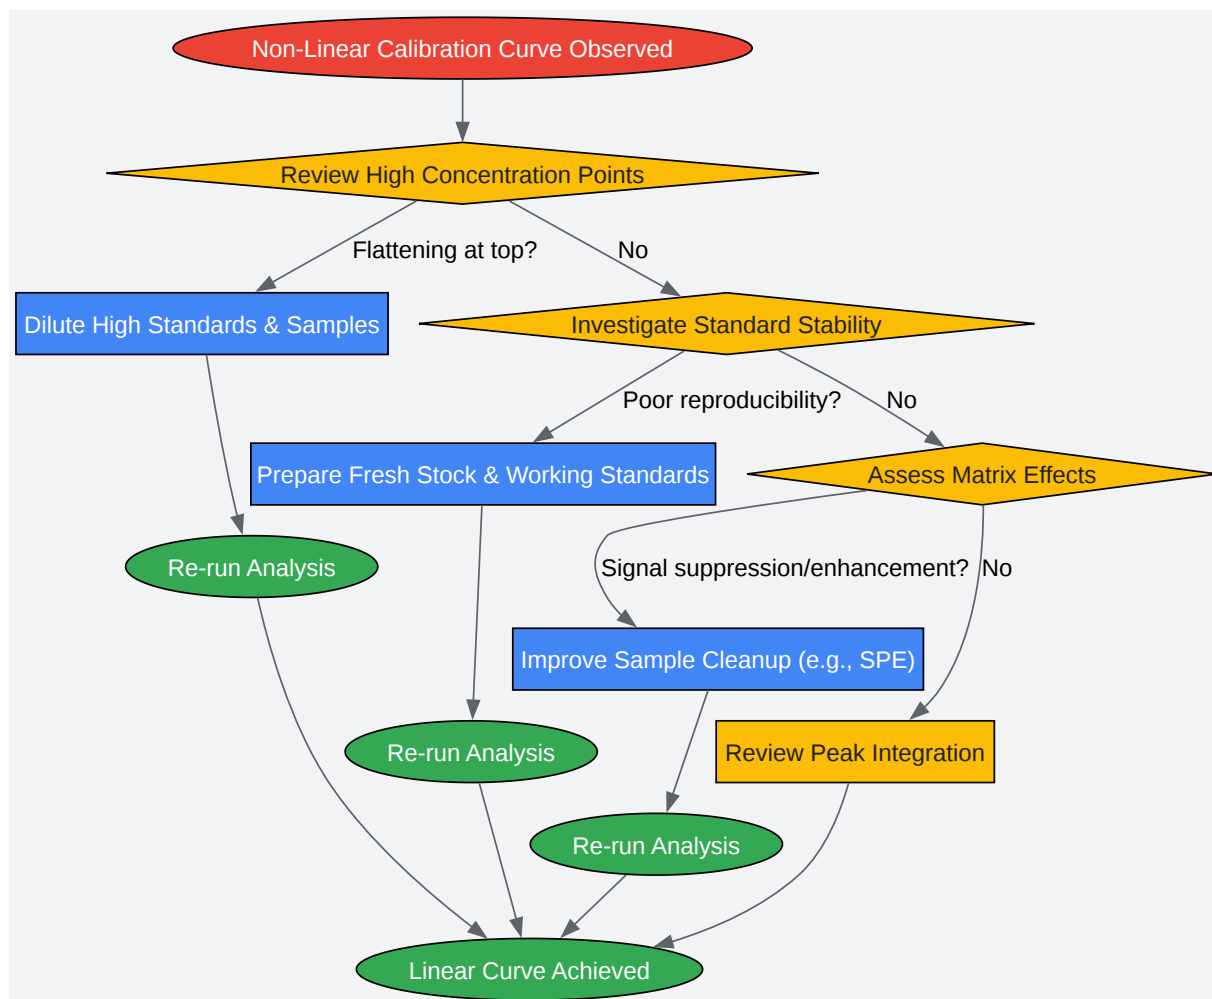 Non-Linear Calibration Curve Observed
Review High Concentration Points
Flattening at top?
No
Dilute High Standards & Samples
Investigate Standard Stability
Poor reproducibility?
No
Prepare Fresh Stock & Working Standards
Assess Matrix Effects
Re-run Analysis
Signal suppression/enhancement?
No
Improve Sample Cleanup (e.g., SPE)
Re-run Analysis
Review Peak Integration
Re-run Analysis
Linear Curve Achieved